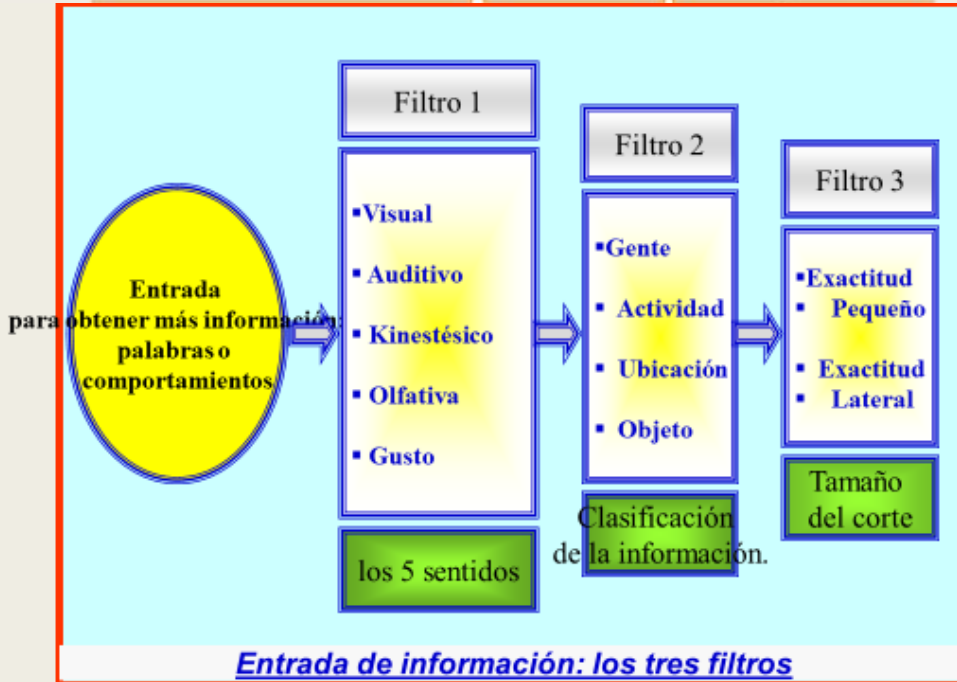 Filtro 1
Filtro 2
Filtro 3
Entrada
para obtener más información:
palabras o
comportamientos
▪Visual
▪ Auditivo
▪ Kinestésico
▪ Olfativa
▪ Gusto
▪Gente
▪ Actividad
▪ Ubicación
▪ Objeto
▪Exactitud
▪ Pequeño
▪ Exactitud
▪ Lateral
los 5 sentidos
Clasificación
de la información.
Tamaño
del corte
Entrada de información: los tres filtros